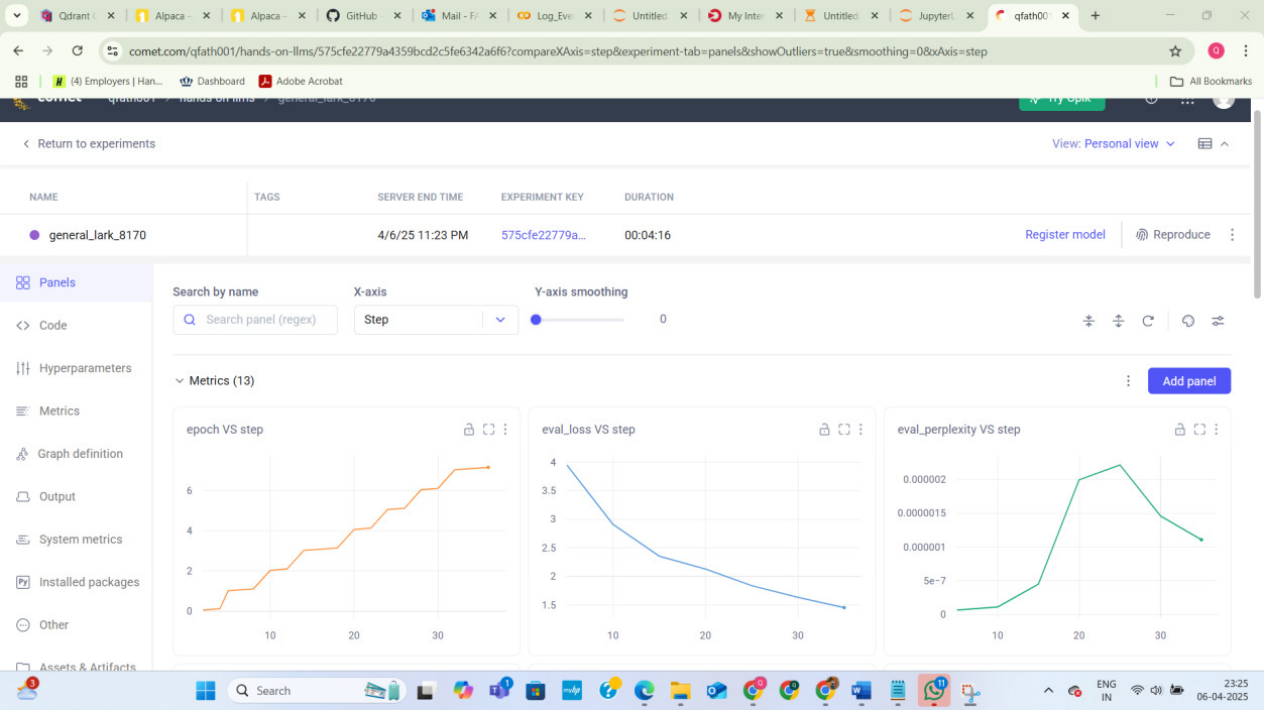 Qdrant C
Alpaca -
Alpaca -
GitHub
Mail - FA
Log_Eve
Untitled
My Inter
Untitled
JupyterL
qfath001
comet.com/qfath001/hands-on-llms/575cfe22779a4359bcd2c5fe6342a6f6?compareXAxis=step&experiment-tab=panels&showOutliers=true&smoothing=0&xAxis=step
Q
(4) Employers | Han...
Dashboard
Adobe Acrobat
All Bookmarks
comet
qfath001
hands-on-llms
general_lark_8170
Try Opik
Return to experiments
View: Personal view
NAME
TAGS
SERVER END TIME
EXPERIMENT KEY
DURATION
general_lark_8170
4/6/25 11:23 PM
575cfe22779a...
00:04:16
Register model
Reproduce
Panels
Code
Hyperparameters
Metrics
Graph definition
Output
System metrics
Py Installed packages
Other
Assets & Artifacts
Search by name
X-axis
Y-axis smoothing
Search panel (regex)
Step
0
Metrics (13)
Add panel
epoch VS step
6
4
2
0
10 20 30
eval_loss VS step
4
3.5
3
2.5
2
1.5
10 20 30
eval_perplexity VS step
0.000002
0.0000015
0.000001
5e-7
0
10 20 30
3
Search
1
11
ENG
IN
23:25
06-04-2025